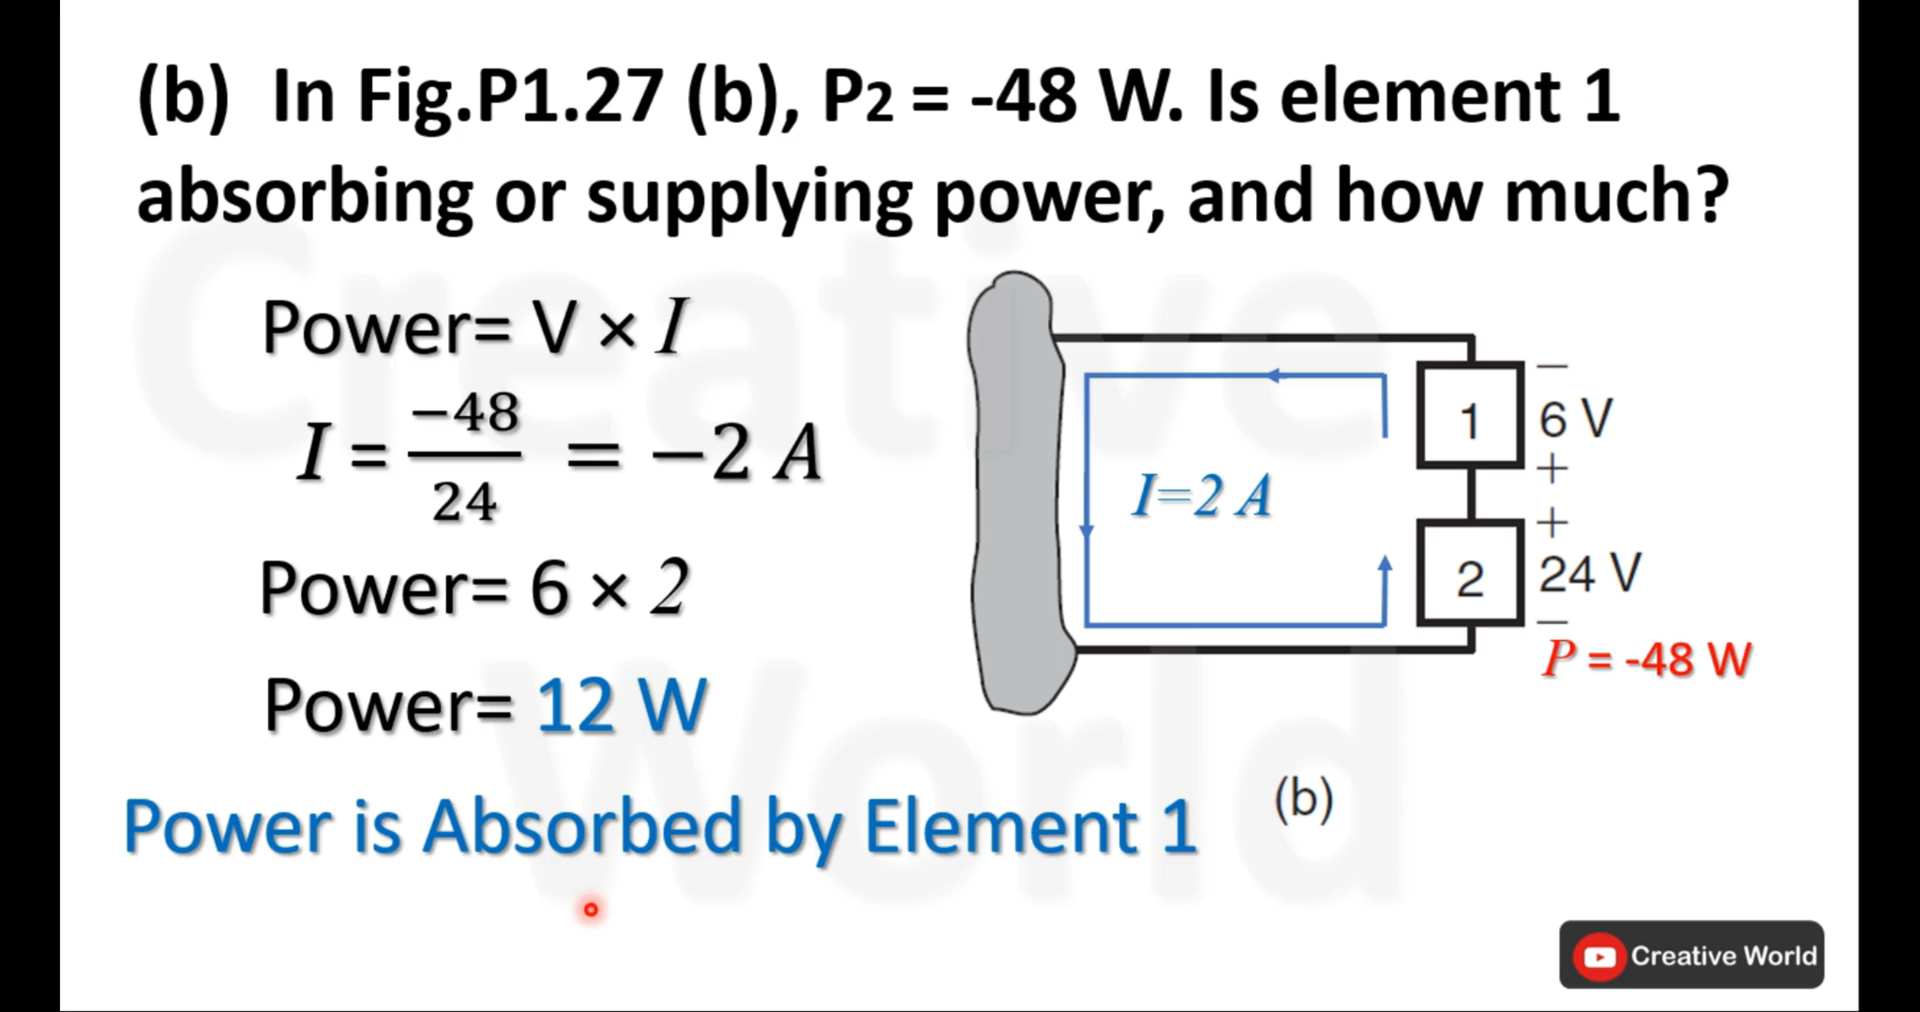 (b) In Fig.P1.27 (b), P2 = -48 W. Is element 1
absorbing or supplying power, and how much?
Power= V × I
I = −48/24 = −2 A
Power= 6 × 2
Power= 12 W
Power is Absorbed by Element 1
I=2 A
1
−
6 V
+
2
+
24 V
−
P = -48 W
(b)
Creative
World
Creative World